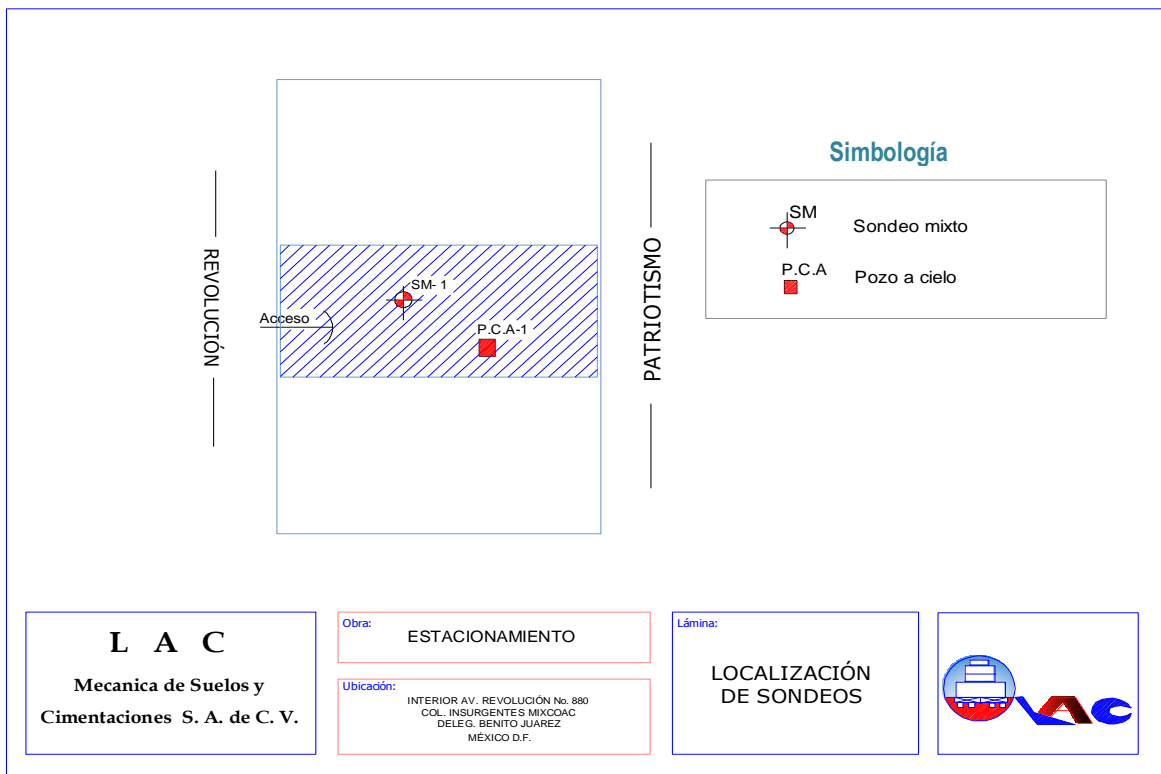 Simbología
SM
Sondeo mixto
P.C.A
Pozo a cielo
REVOLUCIÓN
PATRIOTISMO
SM- 1
Acceso
P.C.A-1
L A C
Mecanica de Suelos y
Cimentaciones S. A. de C. V.
Obra:
ESTACIONAMIENTO
Ubicación:
INTERIOR AV. REVOLUCIÓN No. 880
COL. INSURGENTES MIXCOAC
DELEG. BENITO JUAREZ
MÉXICO D.F.
Lámina:
LOCALIZACIÓN
DE SONDEOS
LAC